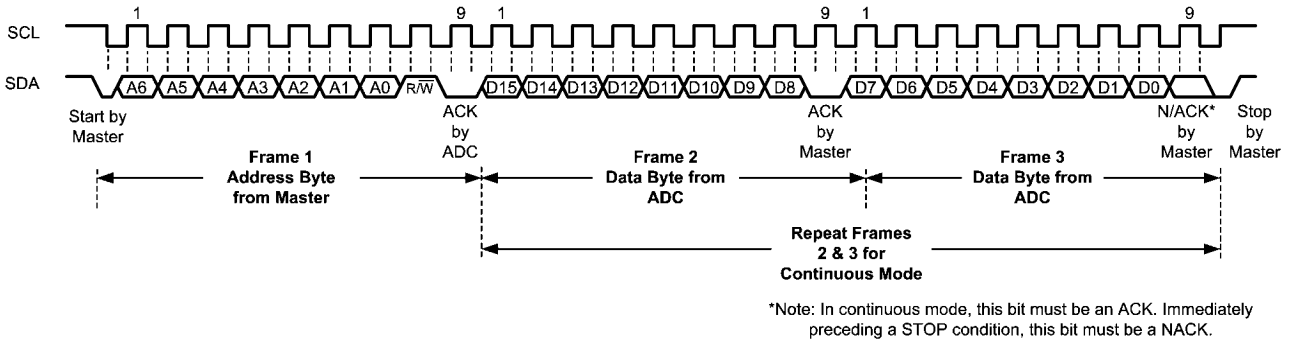 1 9 1 9 1 9
SCL
SDA
A6 A5 A4 A3 A2 A1 A0 R/W D15 D14 D13 D12 D11 D10 D9 D8 D7 D6 D5 D4 D3 D2 D1 D0
Start by
Master
ACK
by
ADC
ACK
by
Master
N/ACK*
by
Master
Stop
by
Master
Frame 1
Address Byte
from Master
Frame 2
Data Byte from
ADC
Frame 3
Data Byte from
ADC
Repeat Frames
2 & 3 for
Continuous Mode
*Note: In continuous mode, this bit must be an ACK. Immediately
preceding a STOP condition, this bit must be a NACK.